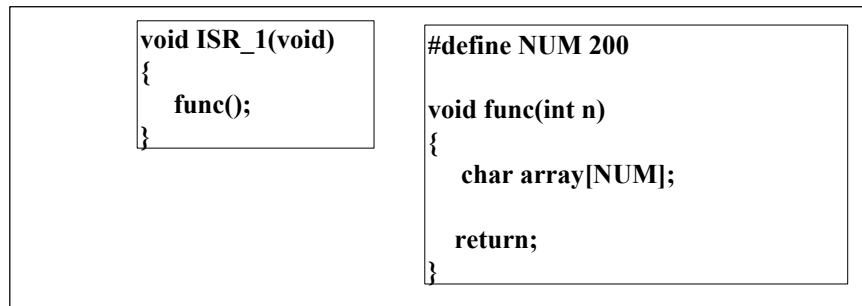 void ISR_1(void)
{
func();
}
#define NUM 200
void func(int n)
{
char array[NUM];
return;
}